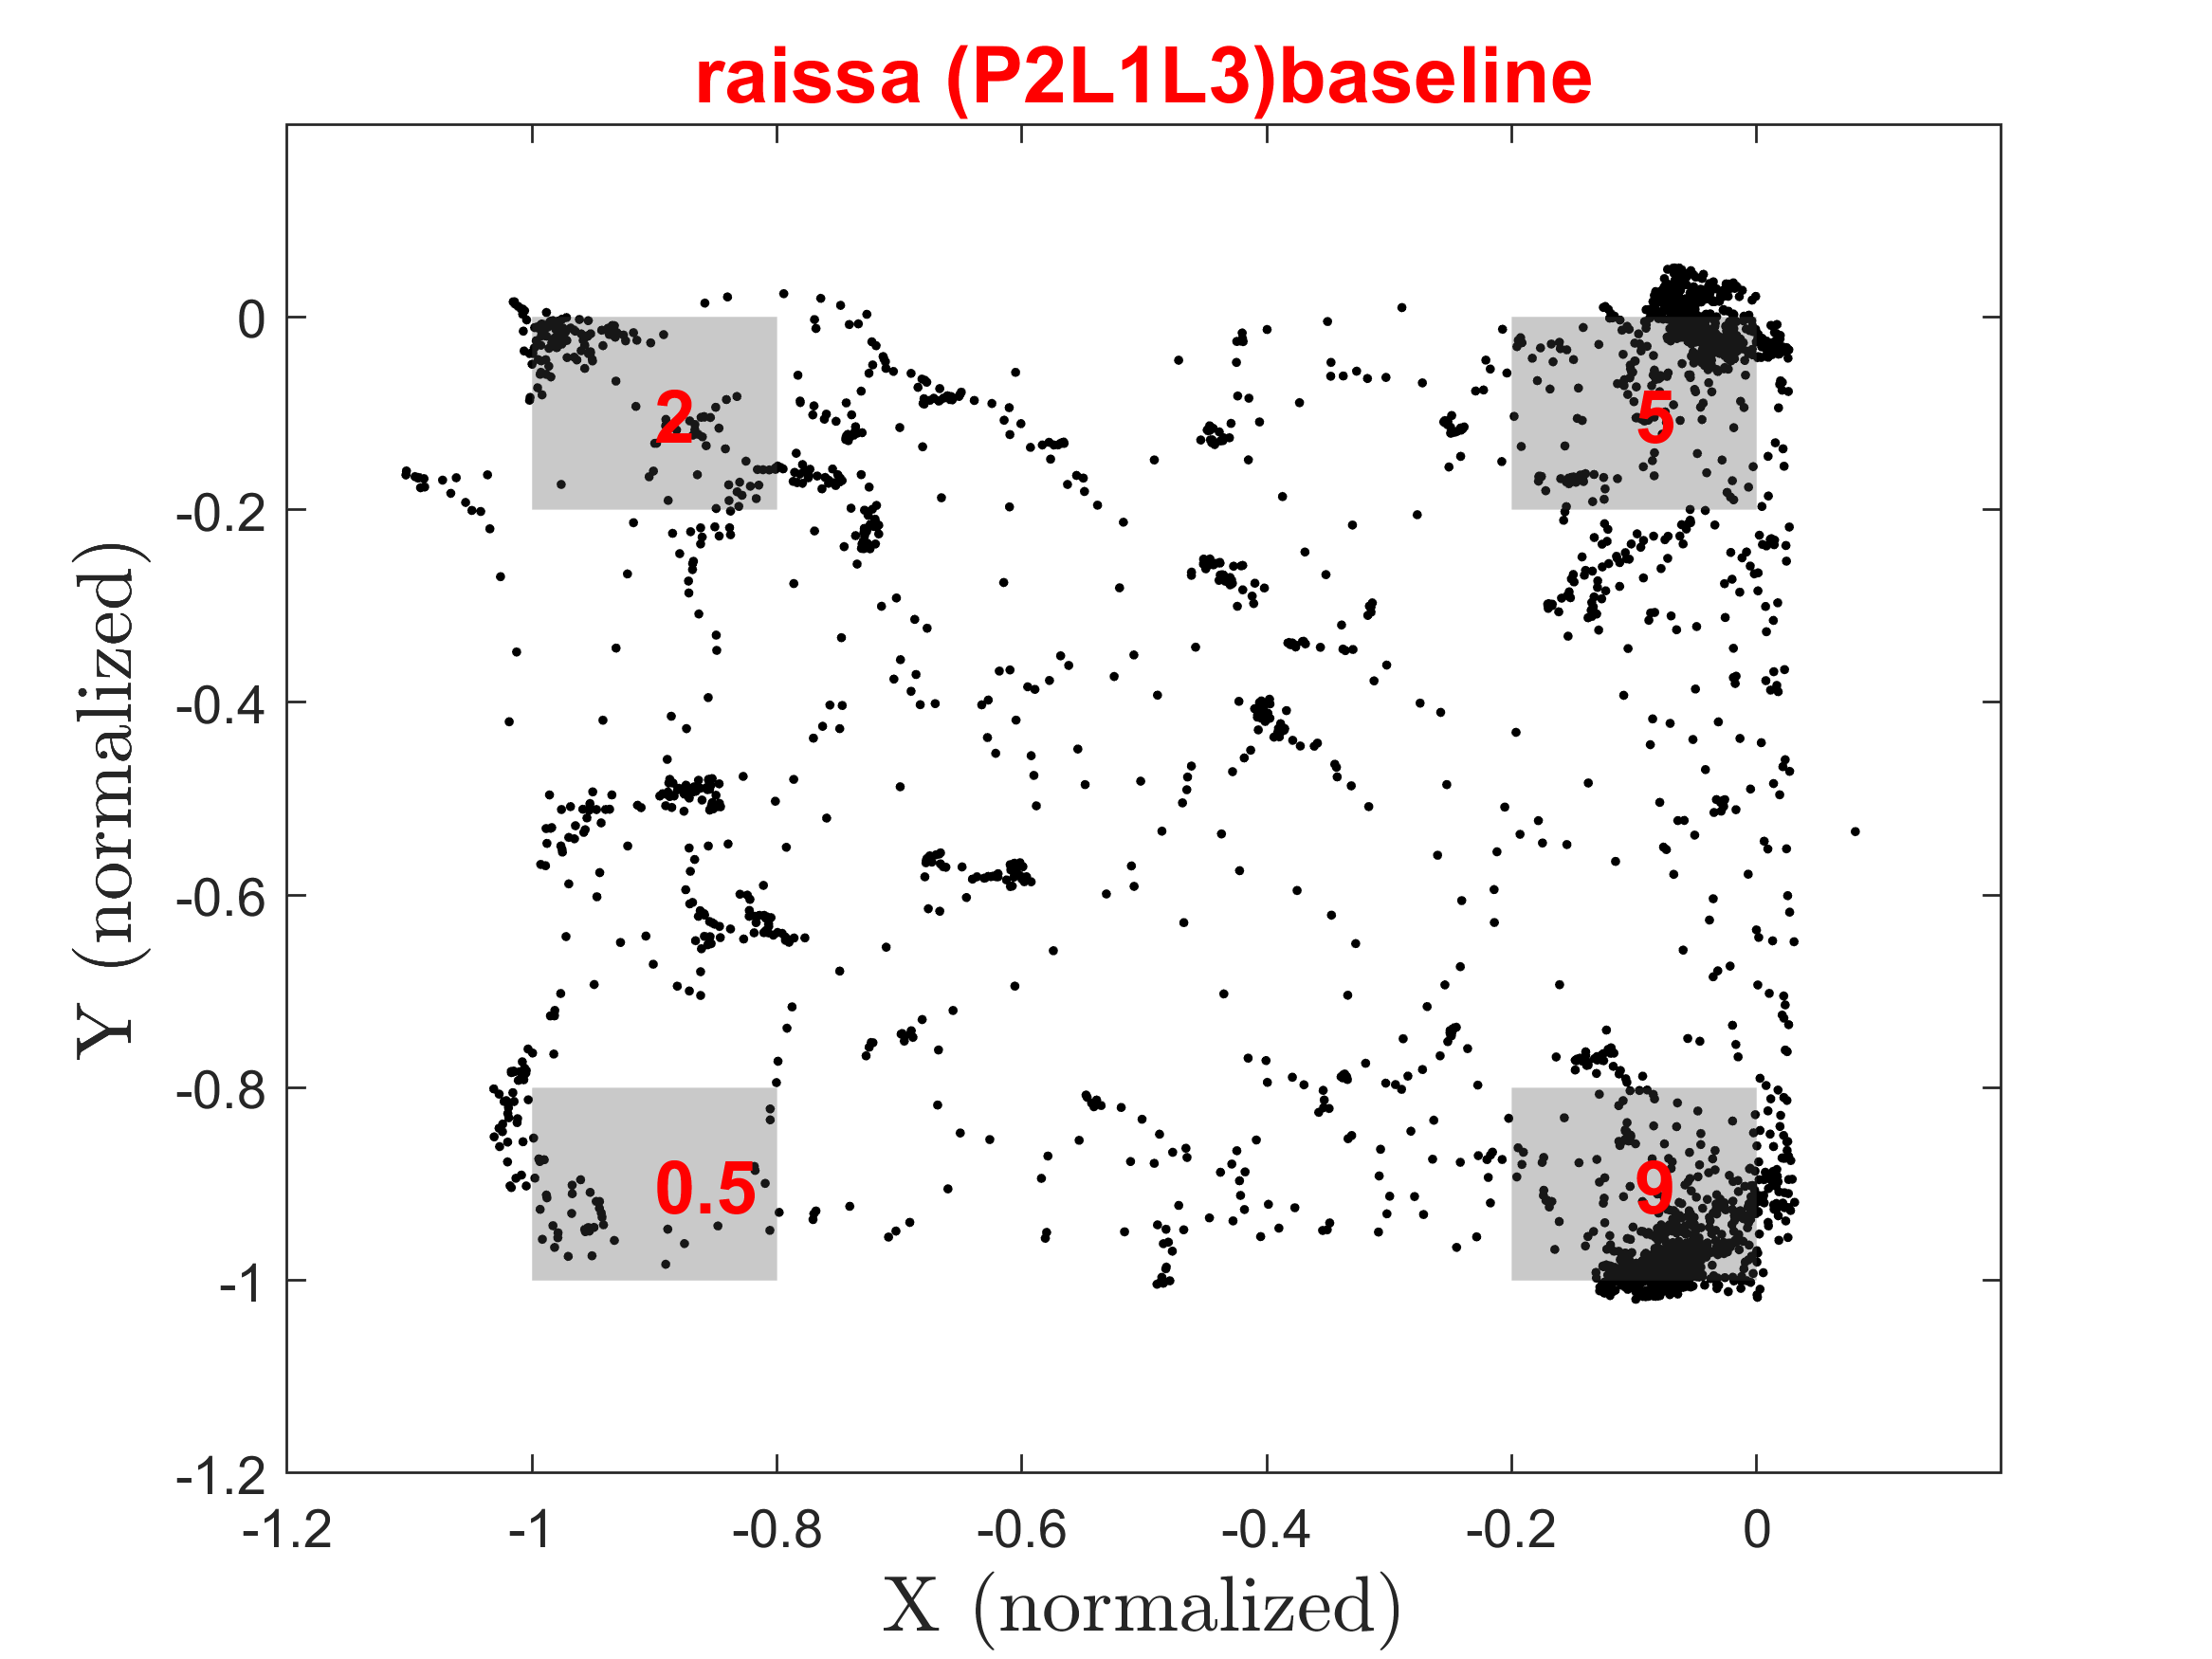 raissa (P2L1L3)baseline
0
-0.2
-0.4
-0.6
-0.8
-1
-1.2
Y (normalized)
2
5
0.5
9
-1.2 -1 -0.8 -0.6 -0.4 -0.2 0
X (normalized)